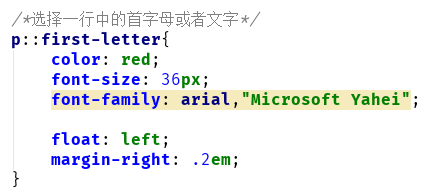 /*选择一行中的首字母或者文字*/
p::first-letter{
    color: red;
    font-size: 36px;
    font-family: arial,"Microsoft Yahei";

    float: left;
    margin-right: .2em;
}